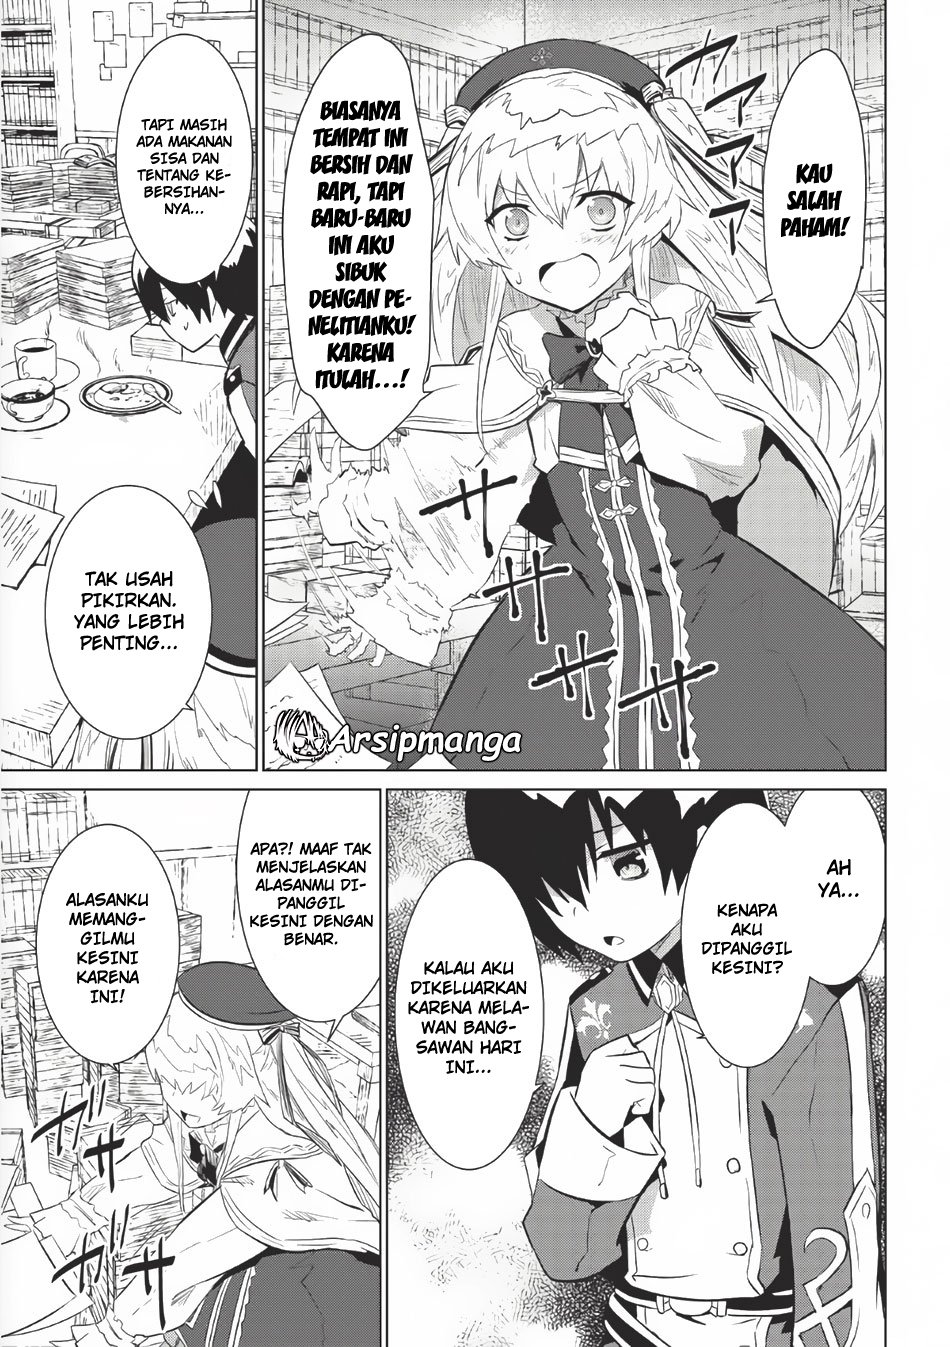 KAU
SALAH
PAHAM!
BIASANYA
TEMPAT INI
BERSIH DAN
RAPI, TAPI
BARU-BARU
INI AKU
SIBUK
DENGAN PE-
NELITIANKU!
KARENA
ITULAH...!
TAPI MASIH
ADA MAKANAN
SISA DAN
TENTANG KE-
BERSIHAN-
NYA...
TAK USAH
PIKIRKAN.
YANG LEBIH
PENTING...
Arsipmanga
AH
YA...
KENAPA
AKU
DIPANGGIL
KESINI?
KALAU AKU
DIKELUARKAN
KARENA MELA-
WAN BANG-
SAWAN HARI
INI...
APA?! MAAF TAK
MENJELASKAN
ALASANMU DI-
PANGGIL
KESINI DENGAN
BENAR.
ALASANKU
MEMANG-
GILMU
KESINI
KARENA
INI!